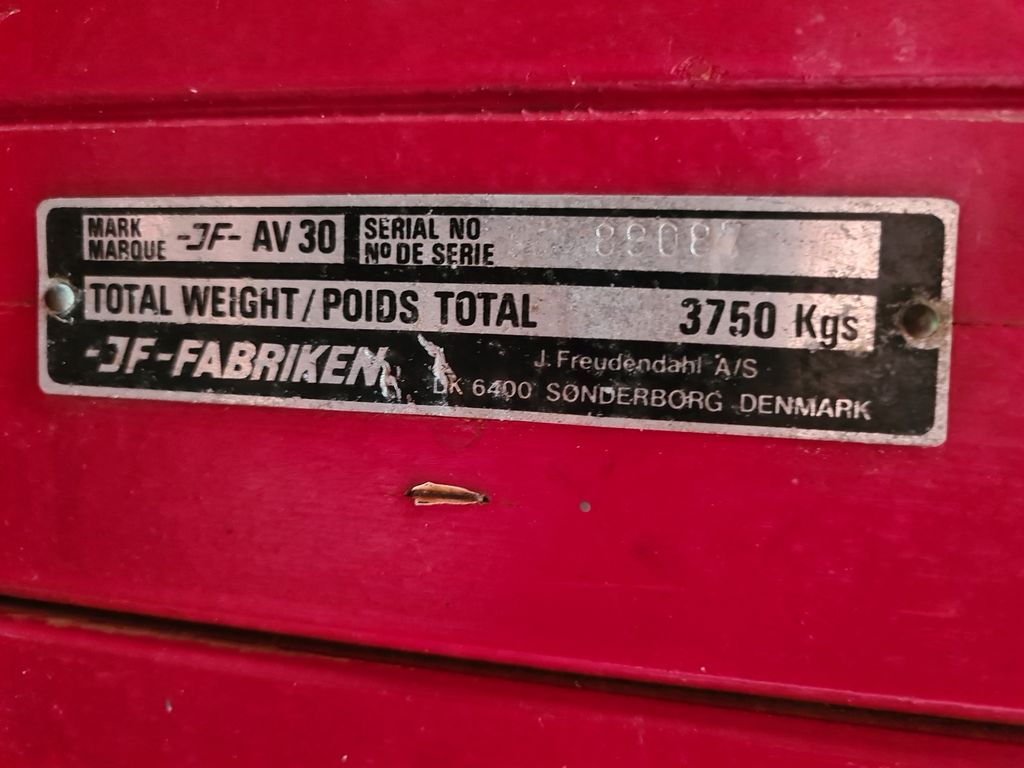 MARK -JF- AV 30 SERIAL NO
MARQUE Nº DE SERIE
TOTAL WEIGHT/POIDS TOTAL 3750 Kgs
-JF-FABRIKEN J. Freudendahl A/S
DK 6400 SØNDERBORG DENMARK